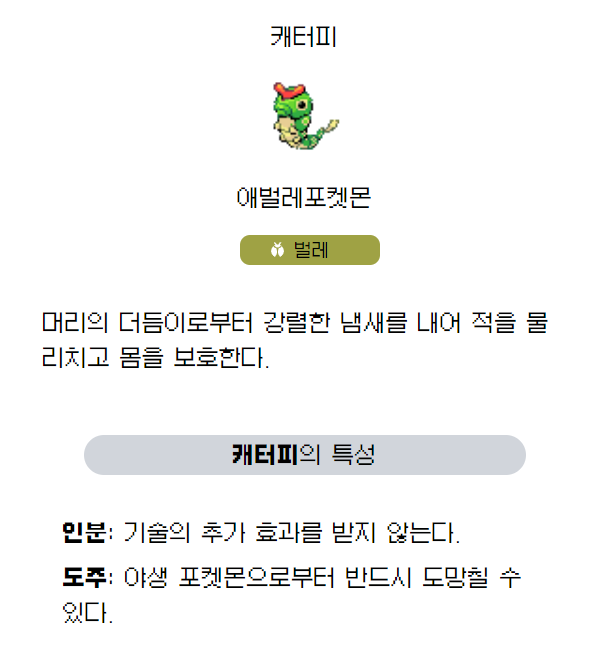 캐터피
애벌레포켓몬
벌레
머리의 더듬이로부터 강렬한 냄새를 내어 적을 물
리치고 몸을 보호한다.
캐터피의 특성
인분: 기술의 추가 효과를 받지 않는다.
도주: 야생 포켓몬으로부터 반드시 도망칠 수
있다.